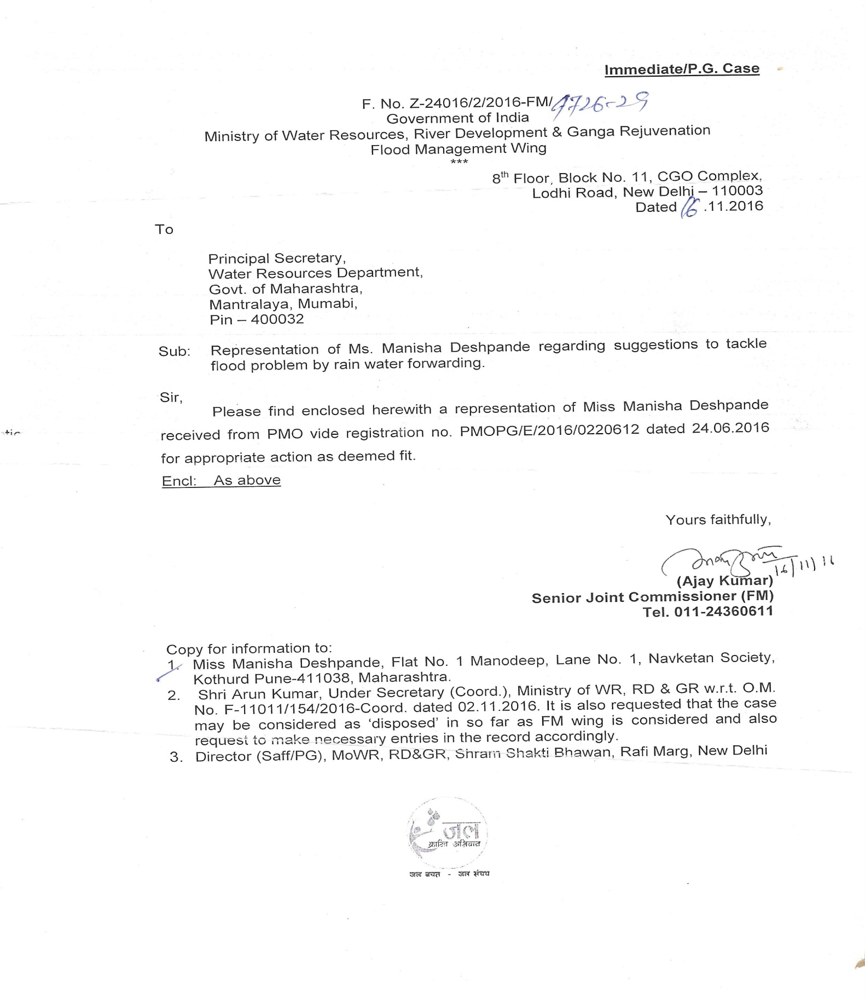 Immediate/P.G. Case
F. No. Z-24016/2/2016-FM/4726-29
Government of India
Ministry of Water Resources, River Development & Ganga Rejuvenation
Flood Management Wing
***
8th Floor, Block No. 11, CGO Complex,
Lodhi Road, New Delhi – 110003
Dated 16.11.2016
To
Principal Secretary,
Water Resources Department,
Govt. of Maharashtra,
Mantralaya, Mumabi,
Pin – 400032
Sub: Representation of Ms. Manisha Deshpande regarding suggestions to tackle
flood problem by rain water forwarding.
Sir,
Please find enclosed herewith a representation of Miss Manisha Deshpande
received from PMO vide registration no. PMOPG/E/2016/0220612 dated 24.06.2016
for appropriate action as deemed fit.
Encl: As above
Yours faithfully,
16/11/16
(Ajay Kumar)
Senior Joint Commissioner (FM)
Tel. 011-24360611
Copy for information to:
1. Miss Manisha Deshpande, Flat No. 1 Manodeep, Lane No. 1, Navketan Society,
Kothurd Pune-411038, Maharashtra.
2. Shri Arun Kumar, Under Secretary (Coord.), Ministry of WR, RD & GR w.r.t. O.M.
No. F-11011/154/2016-Coord. dated 02.11.2016. It is also requested that the case
may be considered as ‘disposed’ in so far as FM wing is considered and also
request to make necessary entries in the record accordingly.
3. Director (Saff/PG), MoWR, RD&GR, Shram Shakti Bhawan, Rafi Marg, New Delhi
जल
क्रान्ति अभियान
जल बचत - जल संचय